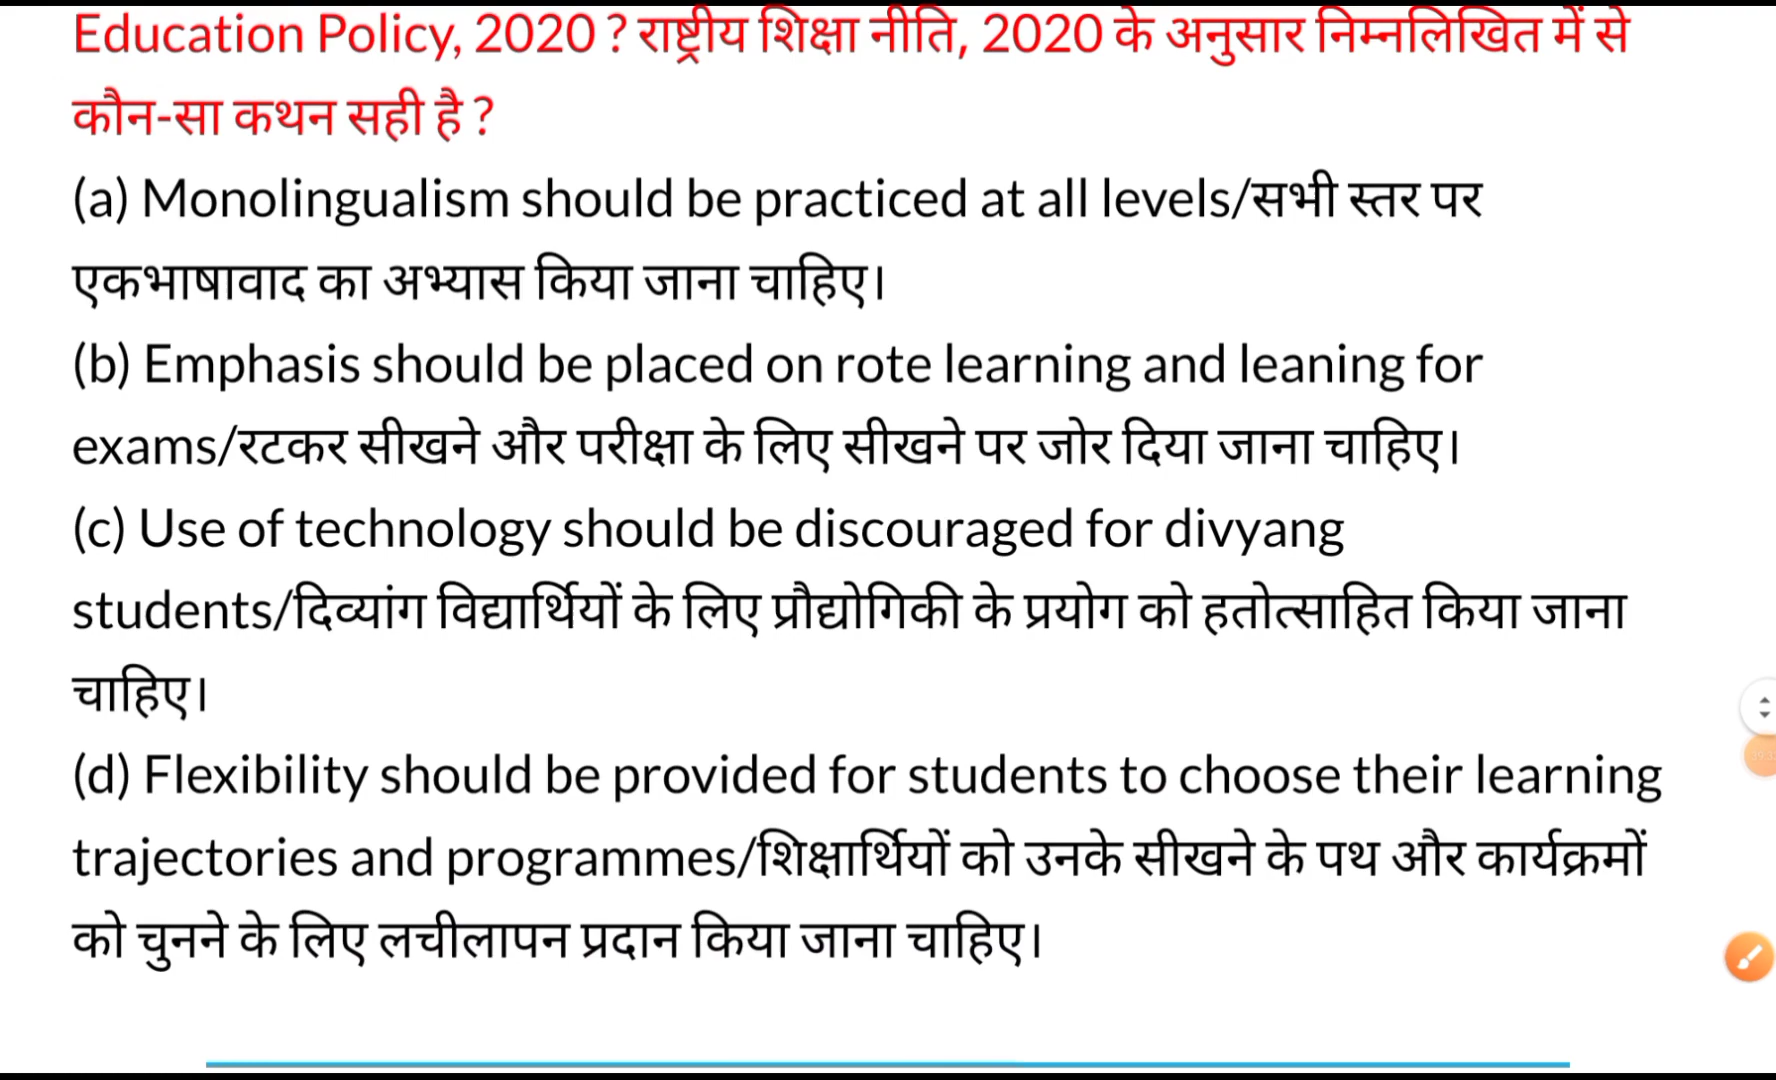 Education Policy, 2020 ? राष्ट्रीय शिक्षा नीति, 2020 के अनुसार निम्नलिखित में से
कौन-सा कथन सही है ?
(a) Monolingualism should be practiced at all levels/सभी स्तर पर
एकभाषावाद का अभ्यास किया जाना चाहिए।
(b) Emphasis should be placed on rote learning and leaning for
exams/रटकर सीखने और परीक्षा के लिए सीखने पर जोर दिया जाना चाहिए।
(c) Use of technology should be discouraged for divyang
students/दिव्यांग विद्यार्थियों के लिए प्रौद्योगिकी के प्रयोग को हतोत्साहित किया जाना
चाहिए।
(d) Flexibility should be provided for students to choose their learning
trajectories and programmes/शिक्षार्थियों को उनके सीखने के पथ और कार्यक्रमों
को चुनने के लिए लचीलापन प्रदान किया जाना चाहिए।